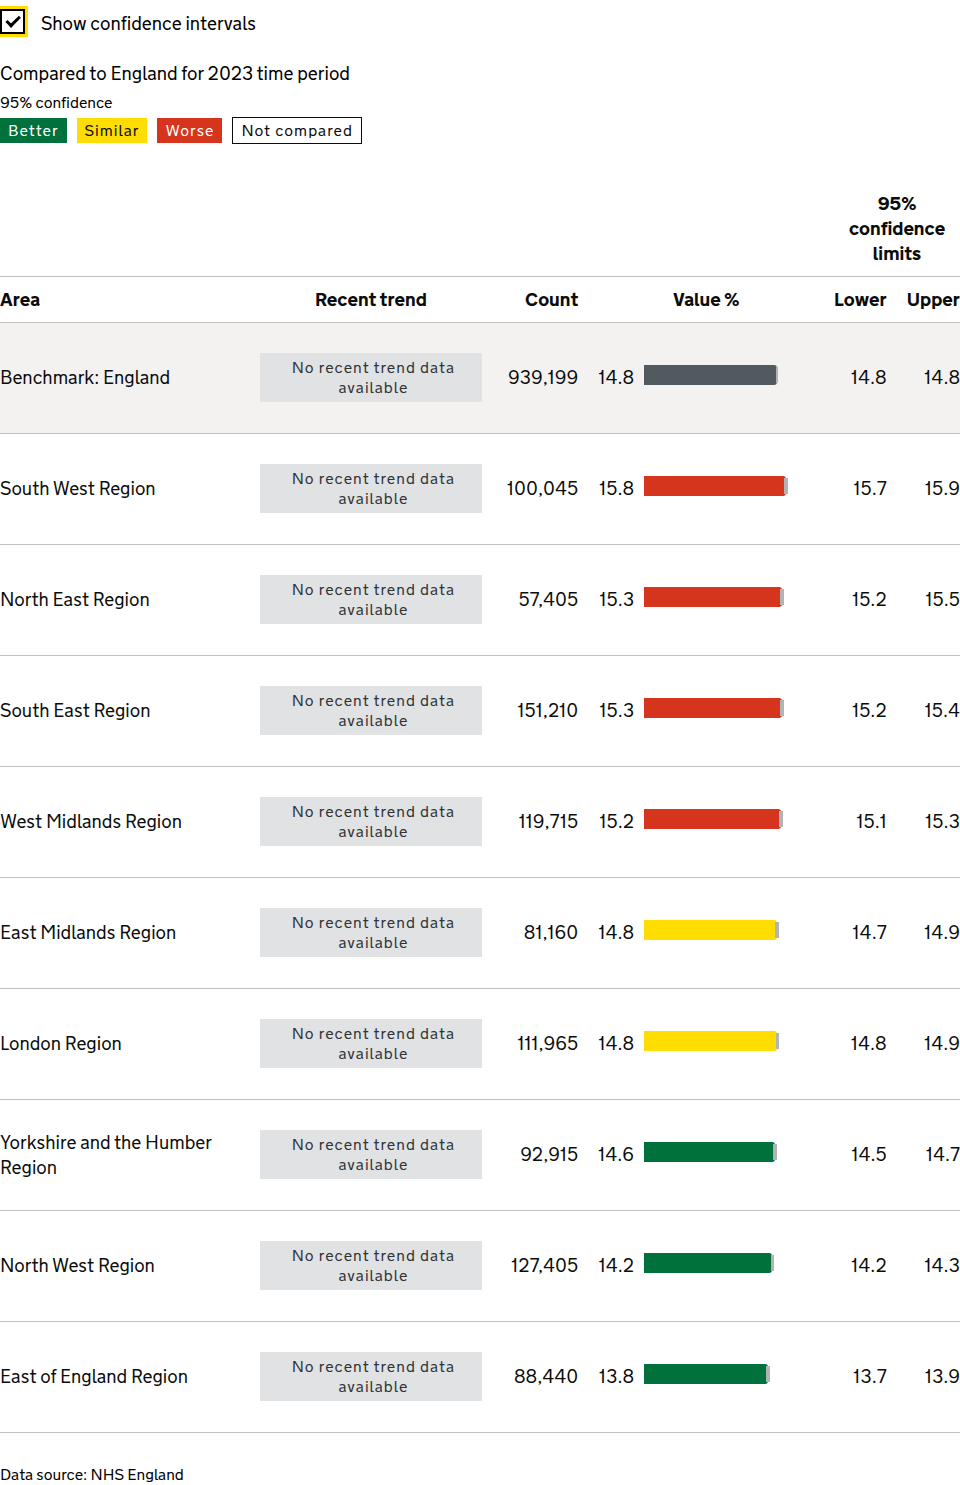 Show confidence intervals
Compared to England for 2023 time period
95% confidence
Better Similar Worse Not compared
95%
confidence
limits
Area Recent trend Count Value % Lower Upper
Benchmark: England No recent trend data available 939,199 14.8 14.8 14.8
South West Region No recent trend data available 100,045 15.8 15.7 15.9
North East Region No recent trend data available 57,405 15.3 15.2 15.5
South East Region No recent trend data available 151,210 15.3 15.2 15.4
West Midlands Region No recent trend data available 119,715 15.2 15.1 15.3
East Midlands Region No recent trend data available 81,160 14.8 14.7 14.9
London Region No recent trend data available 111,965 14.8 14.8 14.9
Yorkshire and the Humber Region No recent trend data available 92,915 14.6 14.5 14.7
North West Region No recent trend data available 127,405 14.2 14.2 14.3
East of England Region No recent trend data available 88,440 13.8 13.7 13.9
Data source: NHS England